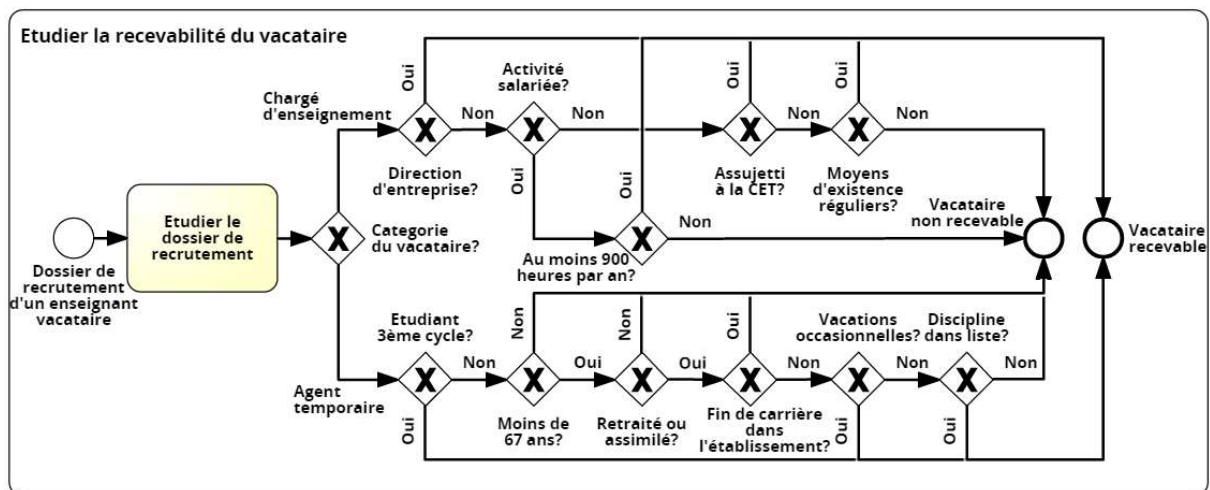 Etudier la recevabilité du vacataire
Dossier de
recrutement
d'un enseignant
vacataire
Etudier le
dossier de
recrutement
Categorie
du vacataire?
Chargé
d'enseignement
Oui
Non
Direction
d'entreprise?
Activité
salariée?
Non
Oui
Au moins 900
heures par an?
Oui
Non
Oui
Non
Assujetti
à la CET?
Oui
Non
Moyens
d'existence
réguliers?
Vacataire
non recevable
Vacataire
recevable
Agent
temporaire
Etudiant
3ème cycle?
Non
Oui
Non
Oui
Moins de
67 ans?
Non
Oui
Retraité ou
assimilé?
Oui
Non
Fin de carrière
dans
l'établissement?
Vacations
occasionnelles?
Non
Oui
Discipline
dans liste?
Non
Oui